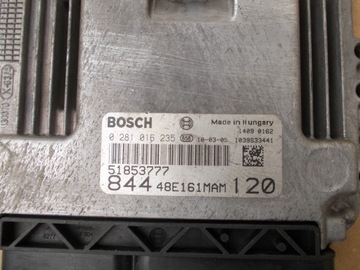 BOSCH
Made in Hungary
0 281 016 235
10-03-05
1409 0162
1039S33441
51853777
844 48E161MAM 120